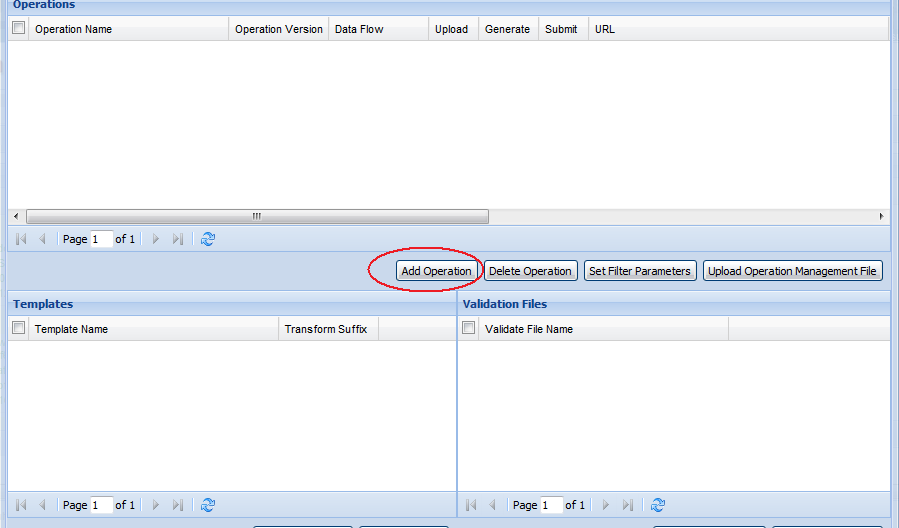 Operations
Operation Name Operation Version Data Flow Upload Generate Submit URL
Page 1 of 1
Add Operation Delete Operation Set Filter Parameters Upload Operation Management File
Templates Validation Files
Template Name Transform Suffix Validate File Name
Page 1 of 1 Page 1 of 1